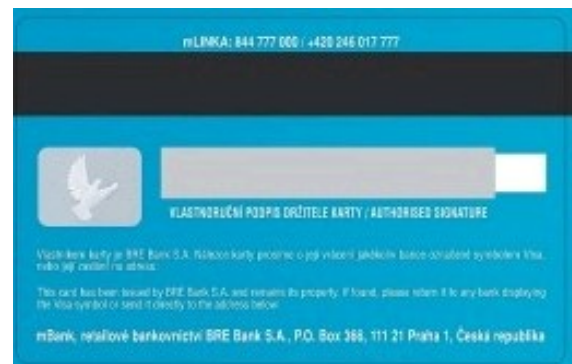 mLINKA: 844 777 000 / +420 246 017 777
VLASTNORUČNÍ PODPIS DRŽITELE KARTY / AUTHORISED SIGNATURE
Vlastníkem karty je BRE Bank S.A. Nálezce karty prosíme o její vrácení jakékoliv bance označené symbolem Visa,
nebo její zaslání na adresu.
This card has been issued by BRE Bank S.A. and remains its property. If found, please return it to any bank displaying
the Visa symbol or send it directly to the address below.
mBank, retailové bankovnictví BRE Bank S.A., P.O. Box 366, 111 21 Praha 1, Česká republika